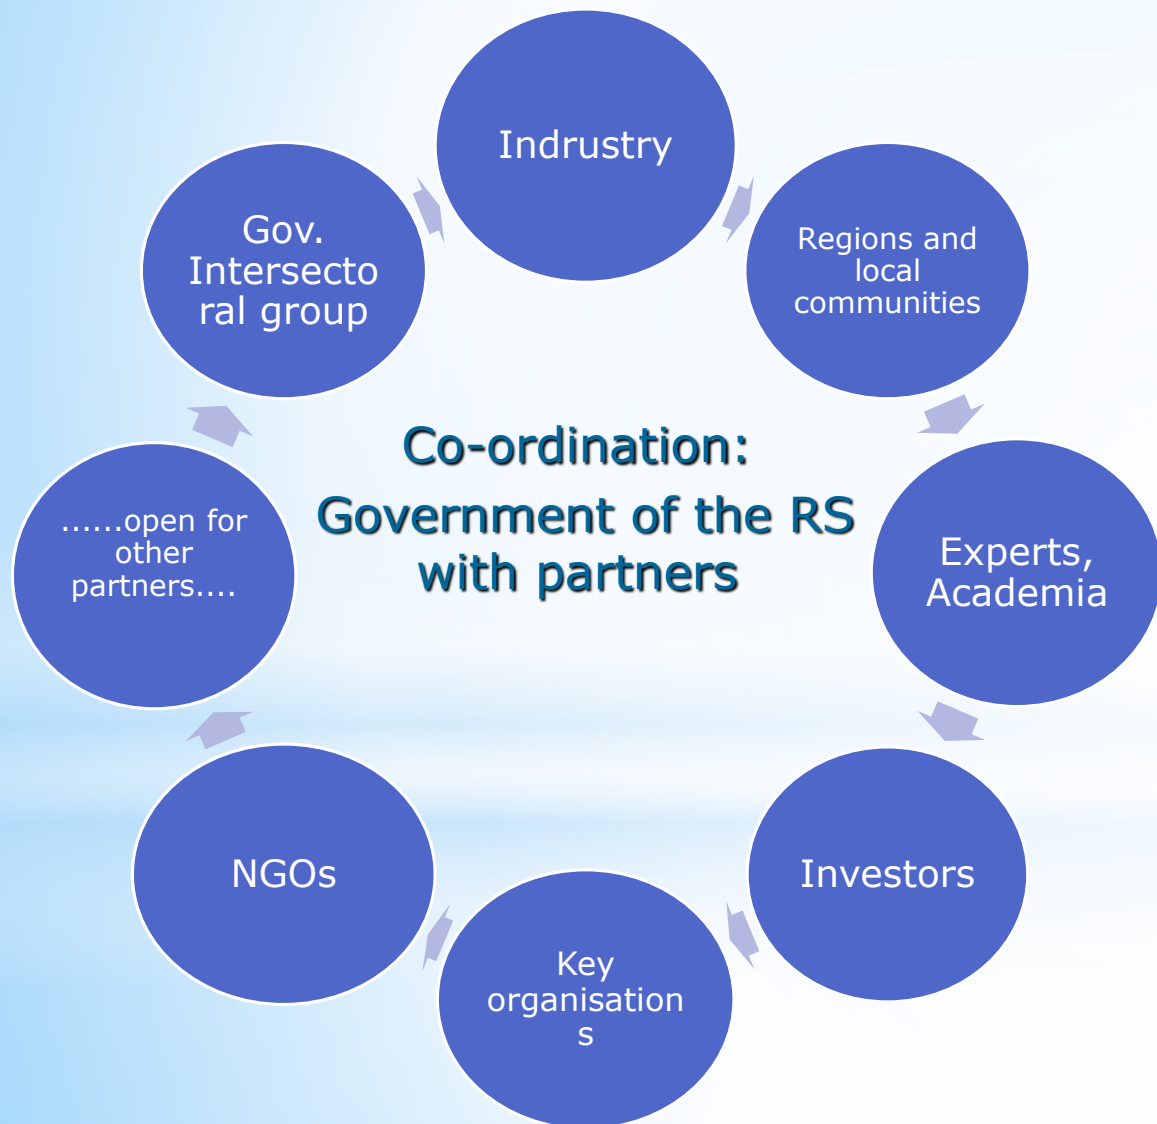 Indrustry
Gov.
Intersecto
ral group
Regions and
local
communities
Co-ordination:
Government of the RS
with partners
……open for
other
partners….
Experts,
Academia
NGOs
Investors
Key
organisation
s